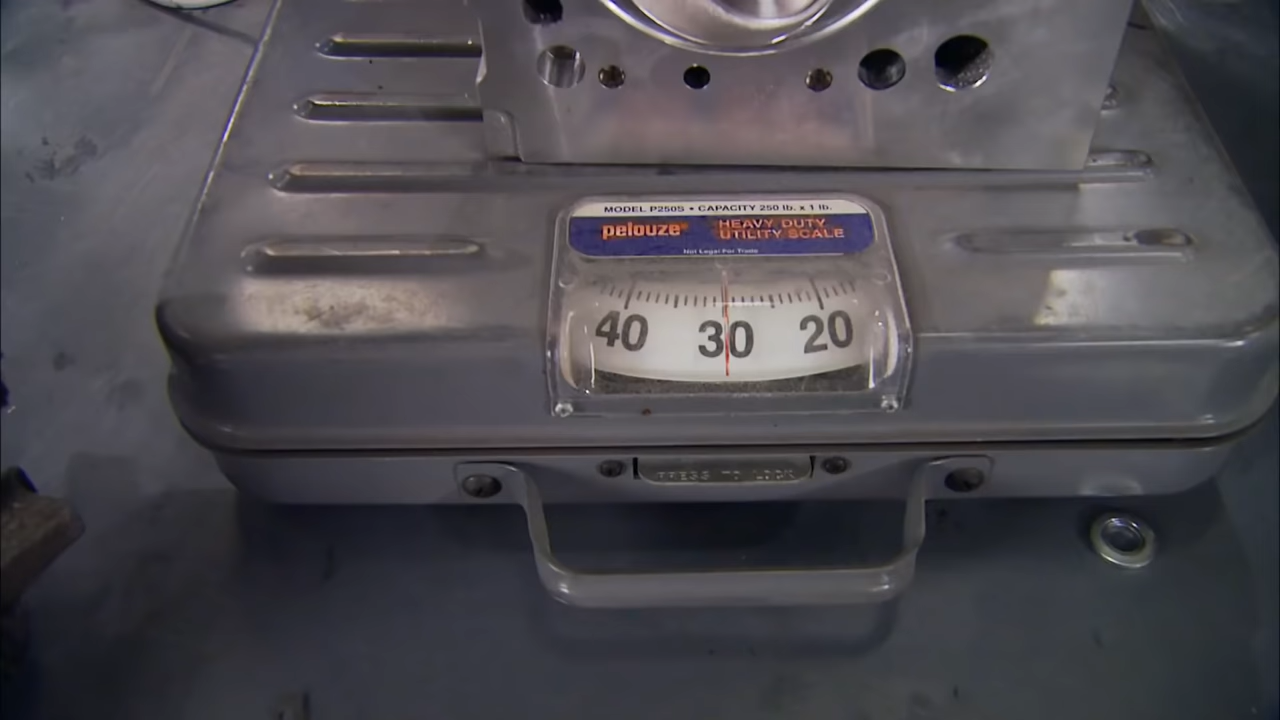 MODEL P250S • CAPACITY 250 lb. x 1 lb.
pelouze® HEAVY DUTY
UTILITY SCALE
Not Legal For Trade
40 30 20
PRESS TO LOCK